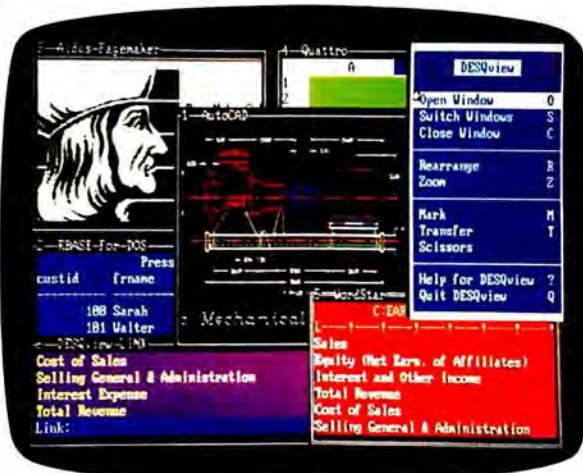 Aldus-Pagemaker
4-Quattro
A
1
2
1-AutoCAD
Mechanical
2-RBASE-For-DOS
Press
custid frname
100 Sarah
101 Walter
DESQview-LINK
Cost of Sales
Selling General & Administration
Interest Expense
Total Revenue
Link:
WordStar
Sales
Equity (Net Earn. of Affiliates)
Interest and Other Income
Total Revenue
Cost of Sales
Selling General & Administration
DESQview
Open Window O
Switch Windows S
Close Window C
Rearrange R
Zoom Z
Mark M
Transfer T
Scissors
Help for DESQview ?
Quit DESQview Q